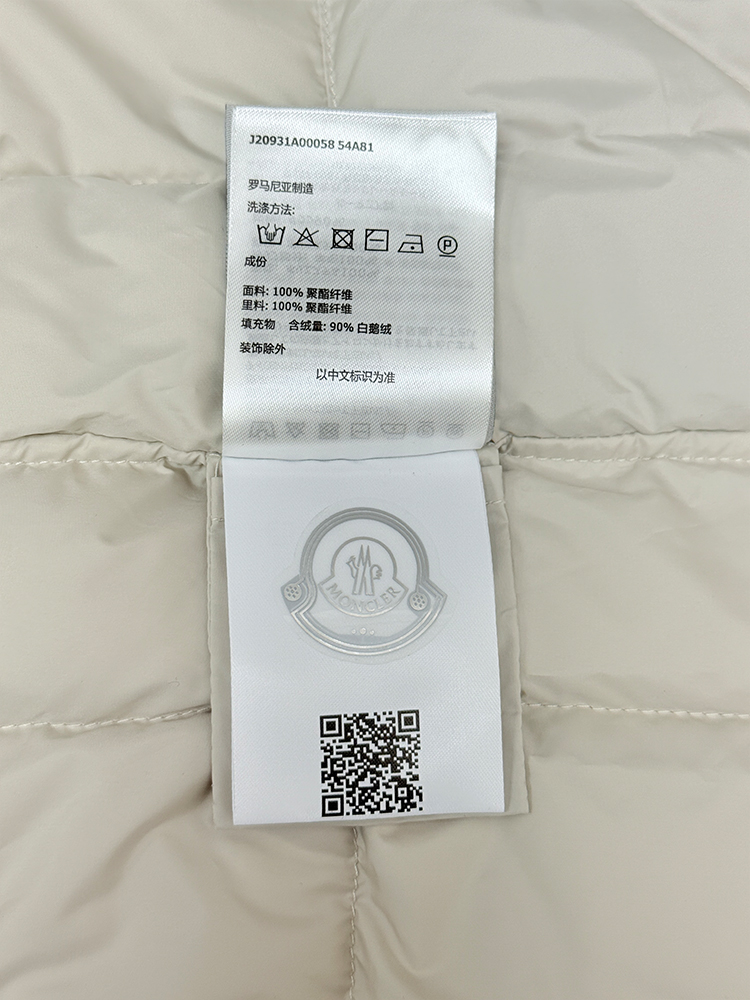 J20931A00058 54A81
罗马尼亚制造
洗涤方法:
P
成份
面料: 100% 聚酯纤维
里料: 100% 聚酯纤维
填充物 含绒量: 90% 白鹅绒
装饰除外
以中文标识为准
MONCLER